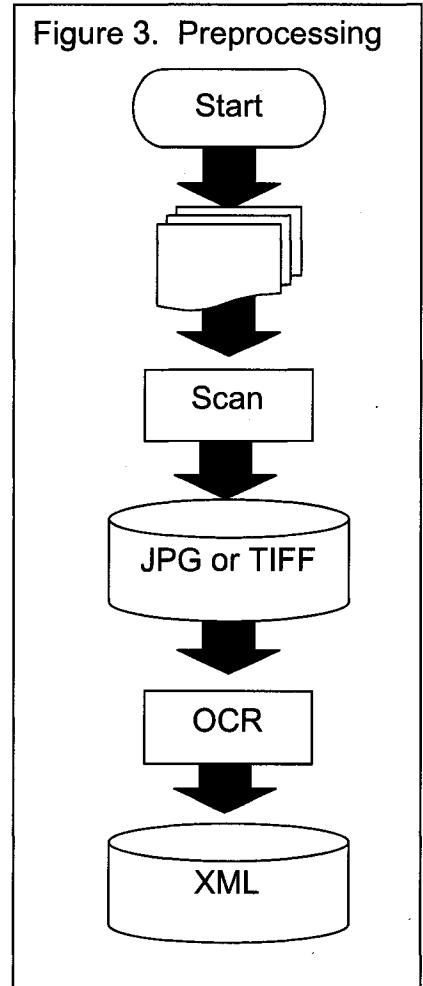 Figure 3. Preprocessing
Start
Scan
JPG or TIFF
OCR
XML